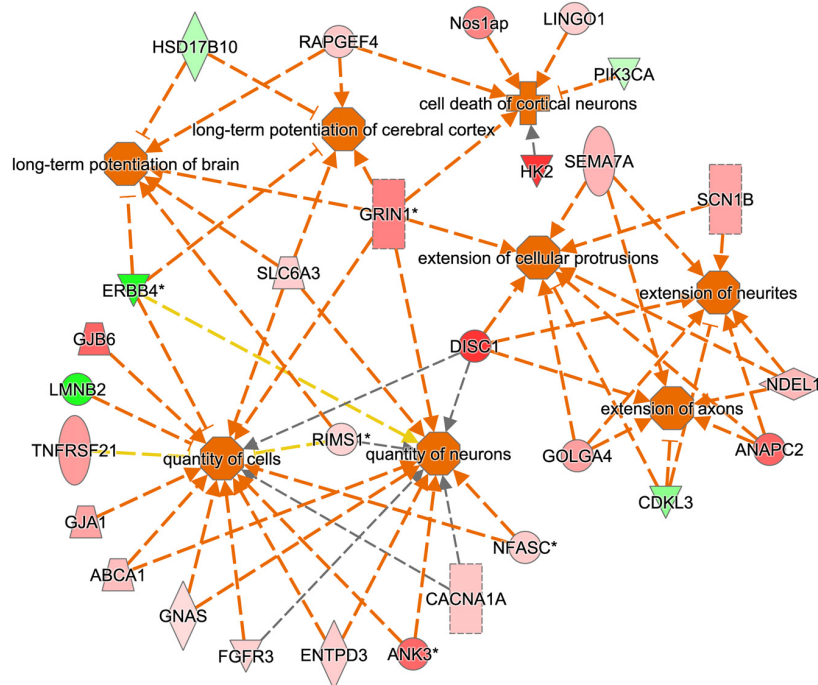 Nos1ap
LINGO1
HSD17B10
RAPGEF4
PIK3CA
cell death of cortical neurons
long-term potentiation of cerebral cortex
long-term potentiation of brain
HK2
SEMA7A
SCN1B
GRIN1*
extension of cellular protrusions
SLC6A3
ERBB4*
extension of neurites
GJB6
DISC1
LMNB2
NDEL1
extension of axons
TNFRSF21
RIMS1*
quantity of cells
quantity of neurons
GOLGA4
ANAPC2
CDKL3
GJA1
NFASC*
ABCA1
CACNA1A
GNAS
FGFR3
ENTPD3
ANK3*